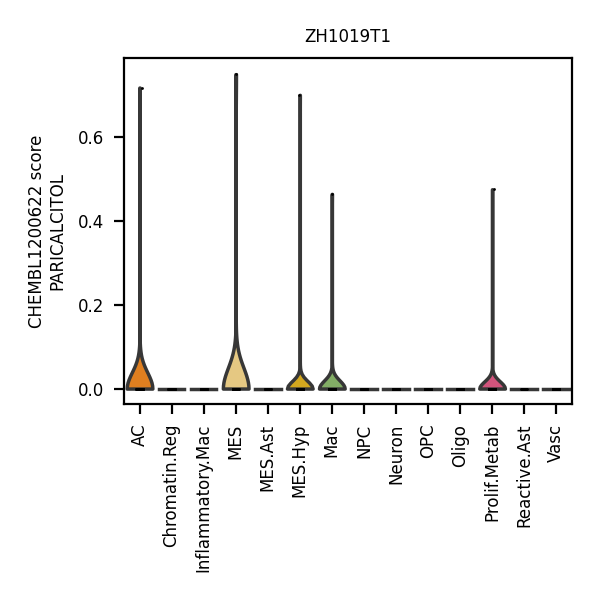 ZH1019T1
CHEMBL1200622 score
PARICALCITOL
0.6
0.4
0.2
0.0
AC
Chromatin.Reg
Inflammatory.Mac
MES
MES.Ast
MES.Hyp
Mac
NPC
Neuron
OPC
Oligo
Prolif.Metab
Reactive.Ast
Vasc